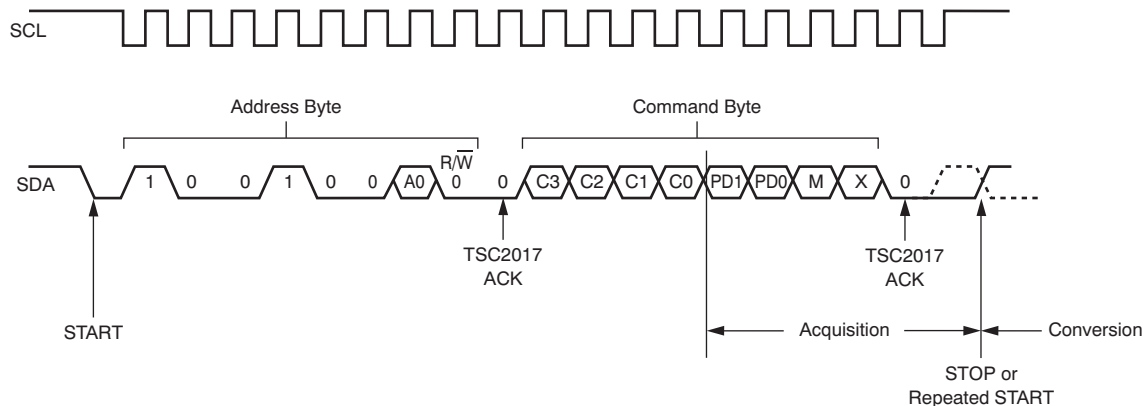 SCL
Address Byte
Command Byte
R/W
SDA
1 0 0 1 0 0 A0 0 0 C3 C2 C1 C0 PD1 PD0 M X 0
TSC2017
ACK
TSC2017
ACK
START
Acquisition
Conversion
STOP or
Repeated START